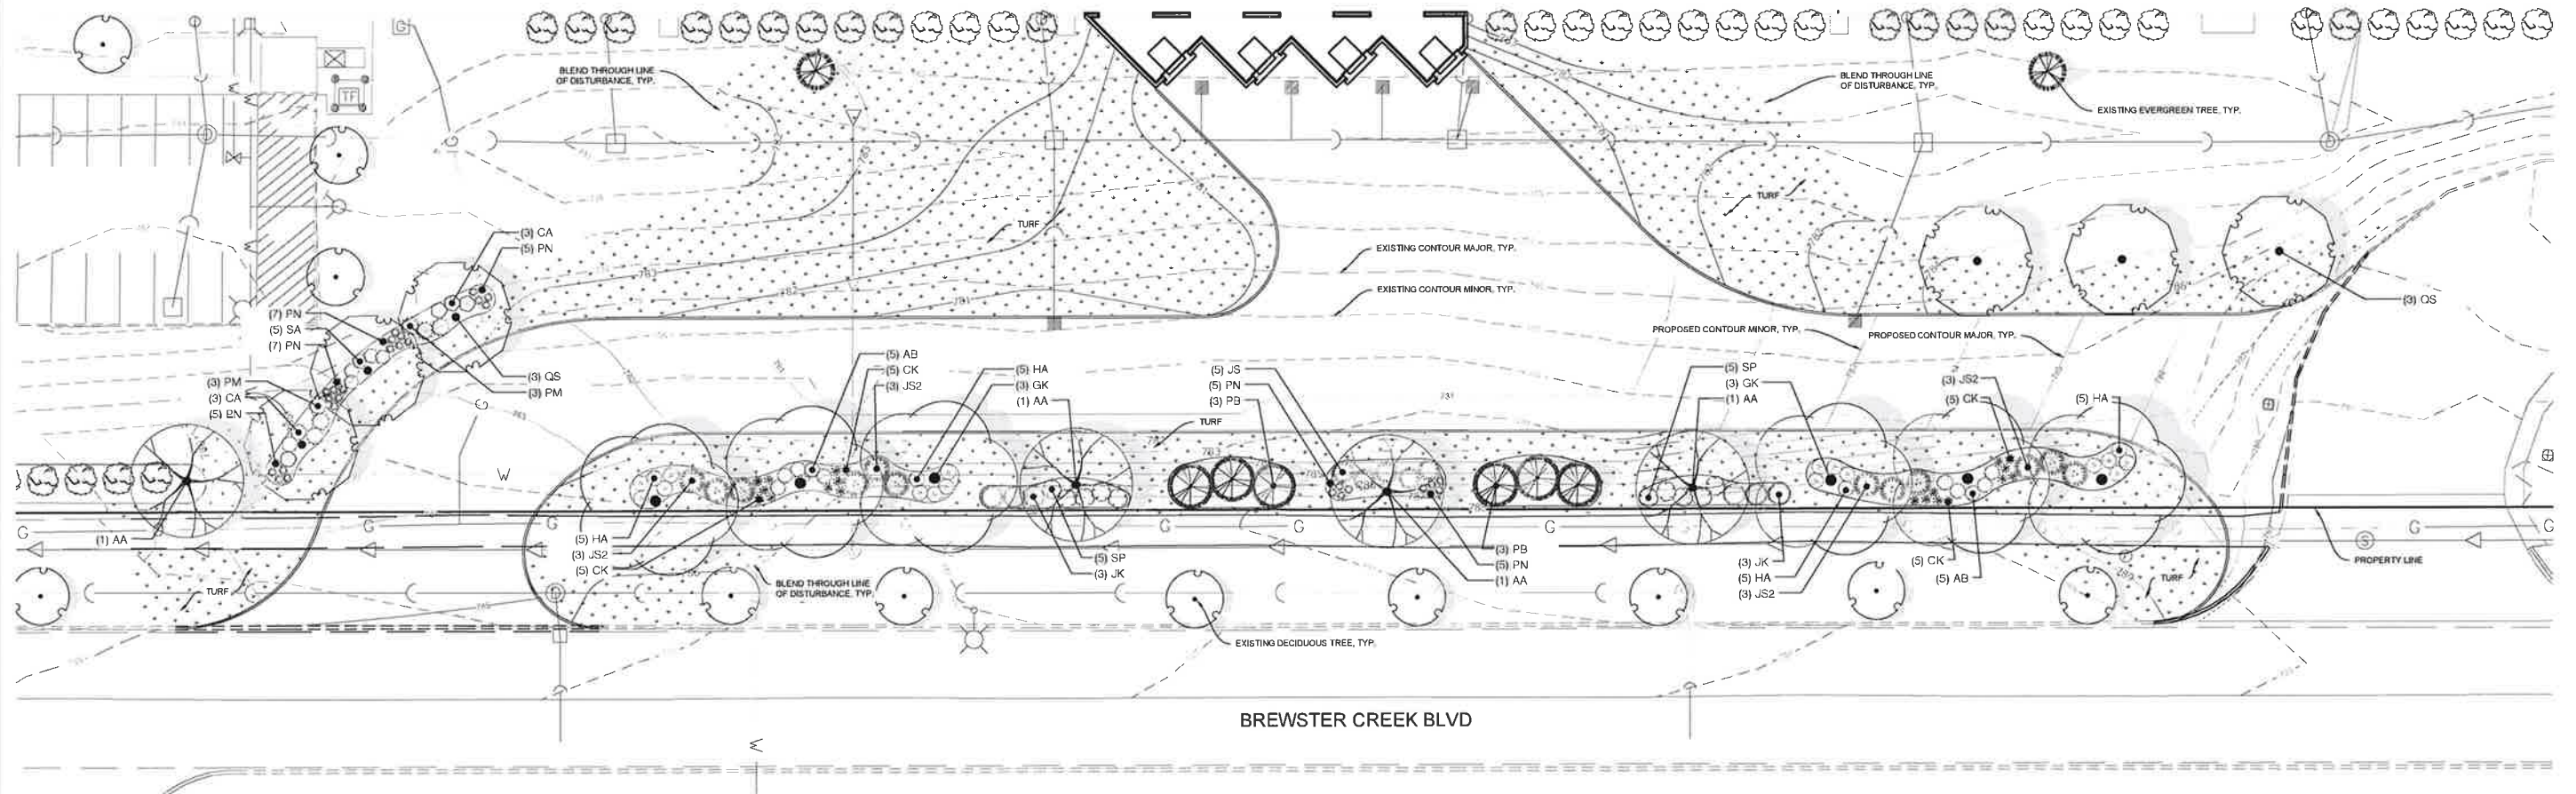 BLEND THROUGH LINE
OF DISTURBANCE, TYP.
BLEND THROUGH LINE
OF DISTURBANCE, TYP.
EXISTING EVERGREEN TREE, TYP.
G
TF
TURF
TURF
(3) CA
(5) PN
EXISTING CONTOUR MAJOR, TYP.
EXISTING CONTOUR MINOR, TYP.
783
782
781
(3) QS
(7) PN
(5) SA
(7) PN
PROPOSED CONTOUR MINOR, TYP.
PROPOSED CONTOUR MAJOR, TYP.
(3) QS
(3) PM
(3) PM
(3) CA
(5) PN
(5) AB
(5) CK
(3) JS2
(5) HA
(3) GK
(1) AA
(5) JS
(5) PN
(3) PB
(5) SP
(3) GK
(1) AA
(3) JS2
(5) CK
(5) HA
TURF
W
G
G
G
G
G
G
G
G
(1) AA
(5) HA
(3) JS2
(5) CK
(5) SP
(3) JK
(3) PB
(5) PN
(1) AA
(3) JK
(5) HA
(3) JS2
(5) CK
(5) AB
S
PROPERTY LINE
TURF
BLEND THROUGH LINE
OF DISTURBANCE, TYP.
TURF
EXISTING DECIDUOUS TREE, TYP.
BREWSTER CREEK BLVD